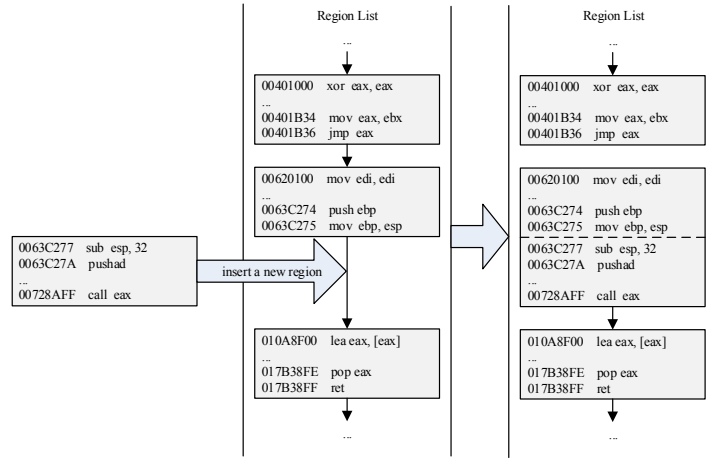 Region List
...
00401000 xor eax, eax
...
00401B34 mov eax, ebx
00401B36 jmp eax
00620100 mov edi, edi
...
0063C274 push ebp
0063C275 mov ebp, esp
0063C277 sub esp, 32
0063C27A pushad
...
00728AFF call eax
insert a new region
010A8F00 lea eax, [eax]
...
017B38FE pop eax
017B38FF ret
...
Region List
...
00401000 xor eax, eax
...
00401B34 mov eax, ebx
00401B36 jmp eax
00620100 mov edi, edi
...
0063C274 push ebp
0063C275 mov ebp, esp
0063C277 sub esp, 32
0063C27A pushad
...
00728AFF call eax
010A8F00 lea eax, [eax]
...
017B38FE pop eax
017B38FF ret
...